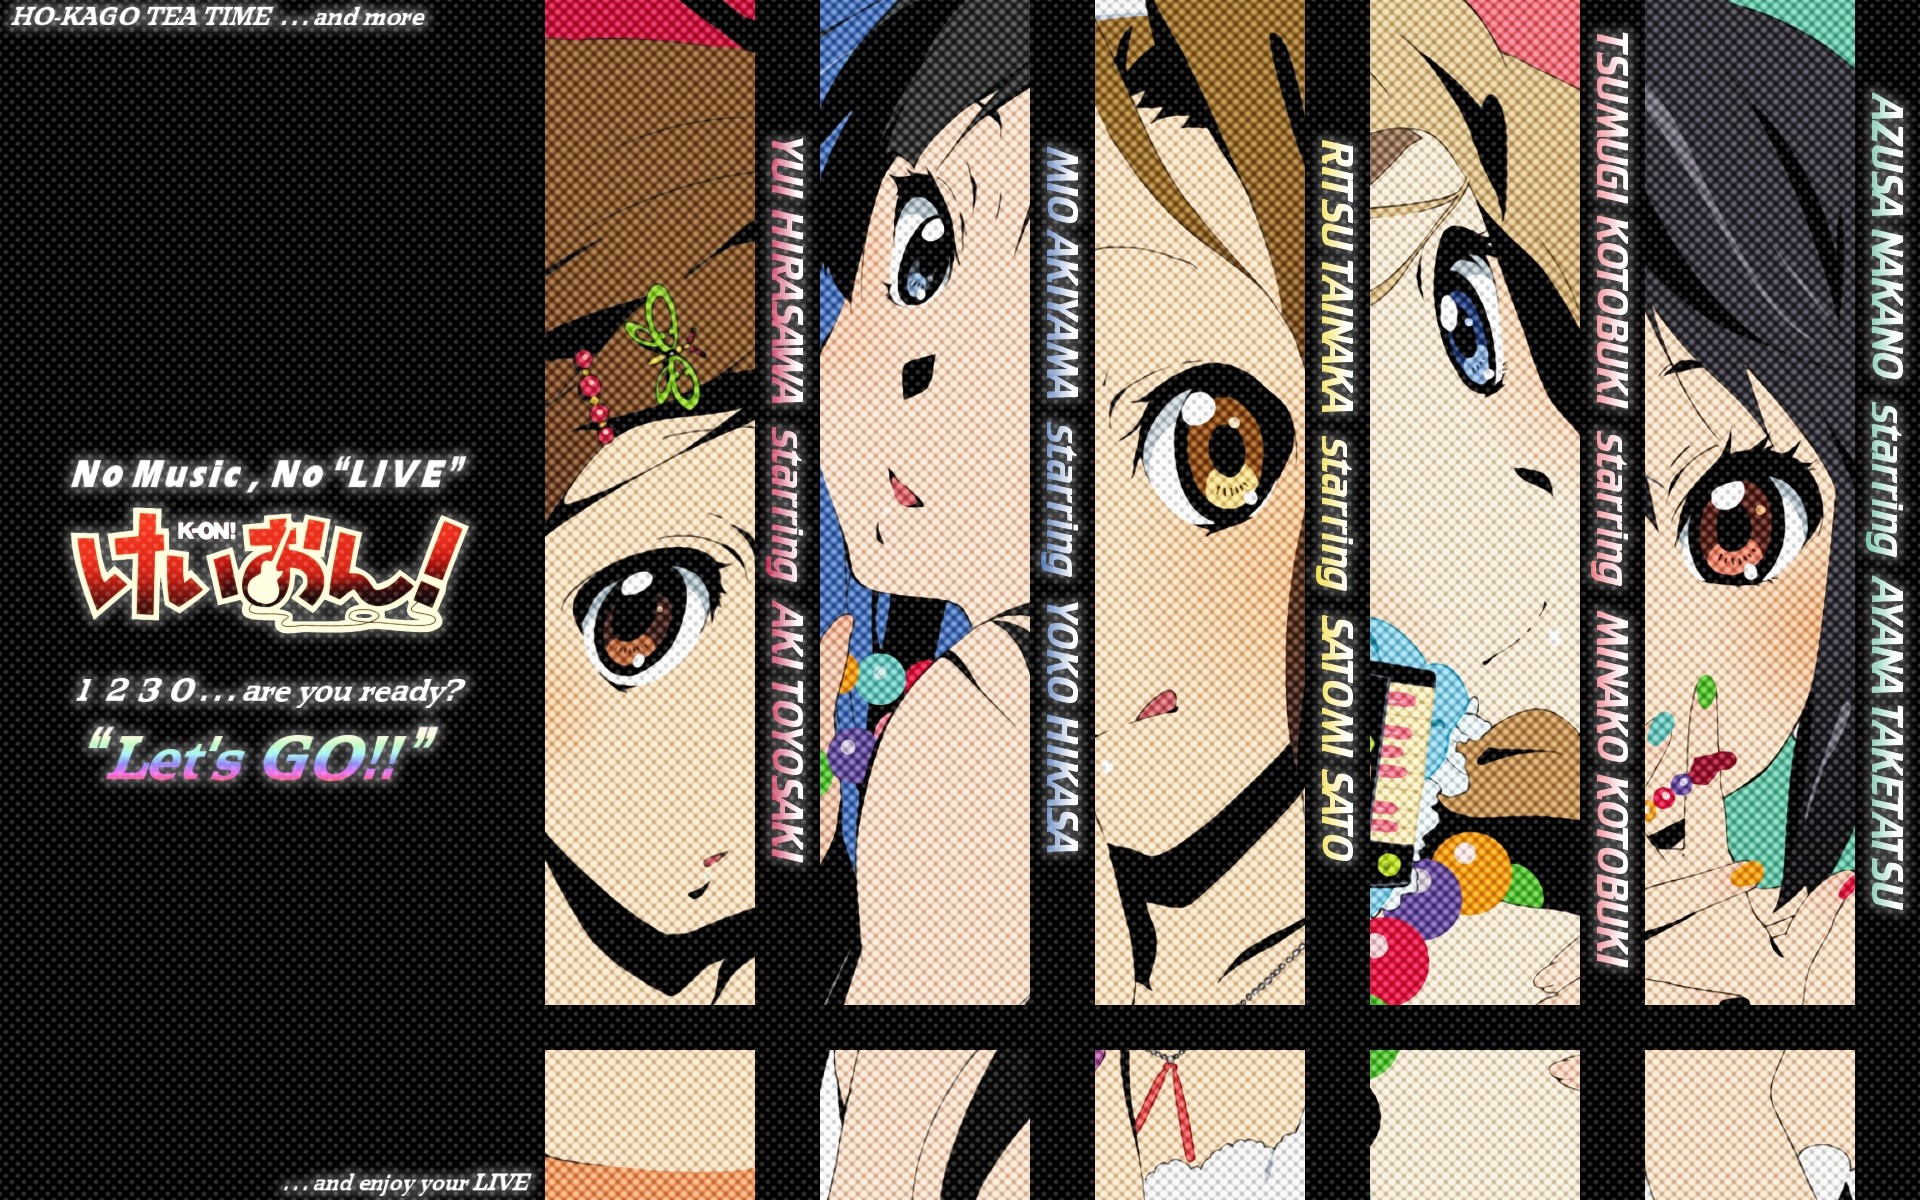 HO-KAGO TEA TIME ...and more
No Music, No “LIVE”
K-ON!
けいおん!
1 2 3 0 ... are you ready?
“Let's GO!!”
...and enjoy your LIVE
YUI HIRASAWA starring AKI TOYOSAKI
MIO AKIYAMA starring YOKO HIKASA
RITSU TAINAKA starring SATOMI SATO
TSUMUGI KOTOBUKI starring MINAKO KOTOBUKI
AZUSA NAKANO starring AYANA TAKETATSU